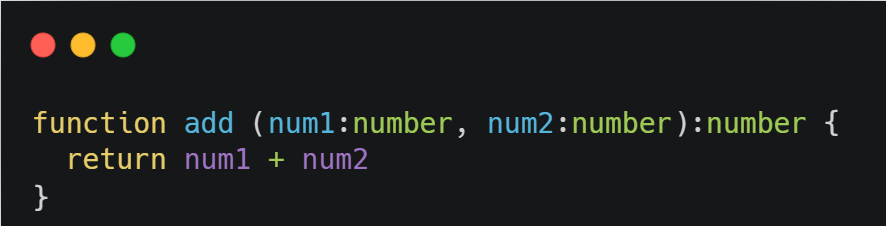 function add (num1:number, num2:number):number {
  return num1 + num2
}